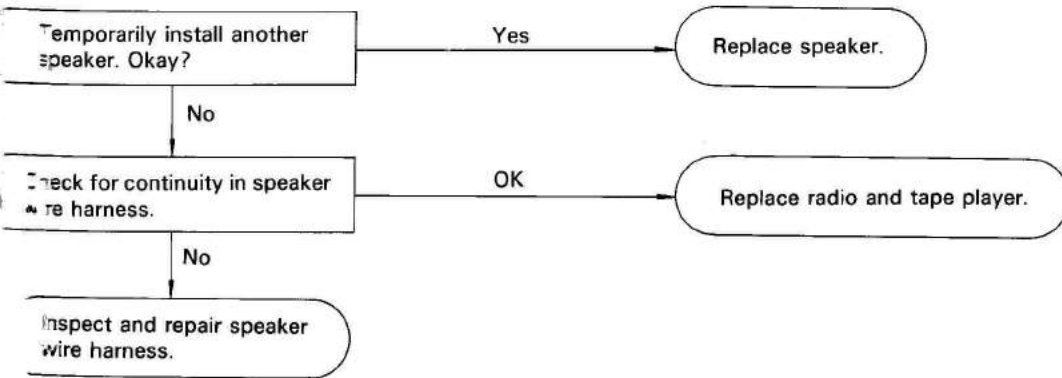 Temporarily install another
speaker. Okay?
Yes
Replace speaker.
No
Check for continuity in speaker
wire harness.
OK
Replace radio and tape player.
No
Inspect and repair speaker
wire harness.